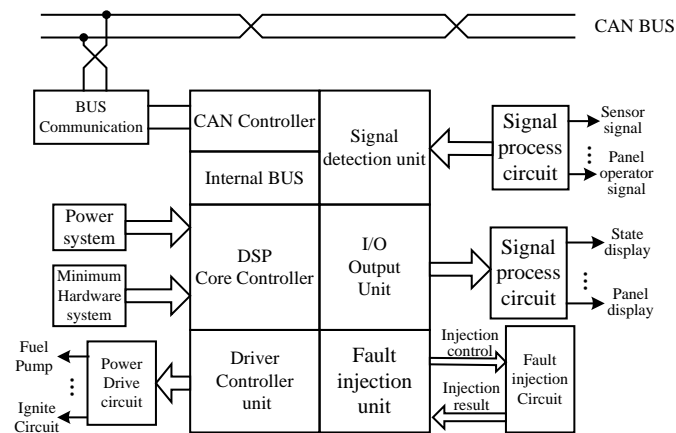 CAN BUS
BUS
Communication
CAN Controller
Signal
detection unit
Signal
process
circuit
Sensor
signal
Panel
operator
signal
Internal BUS
Power
system
Minimum
Hardware
system
DSP
Core Controller
I/O
Output
Unit
Signal
process
circuit
State
display
Panel
display
Fuel
Pump
Ignite
Circuit
Power
Drive
circuit
Driver
Controller
unit
Fault
injection
unit
Injection
control
Injection
result
Fault
injection
Circuit